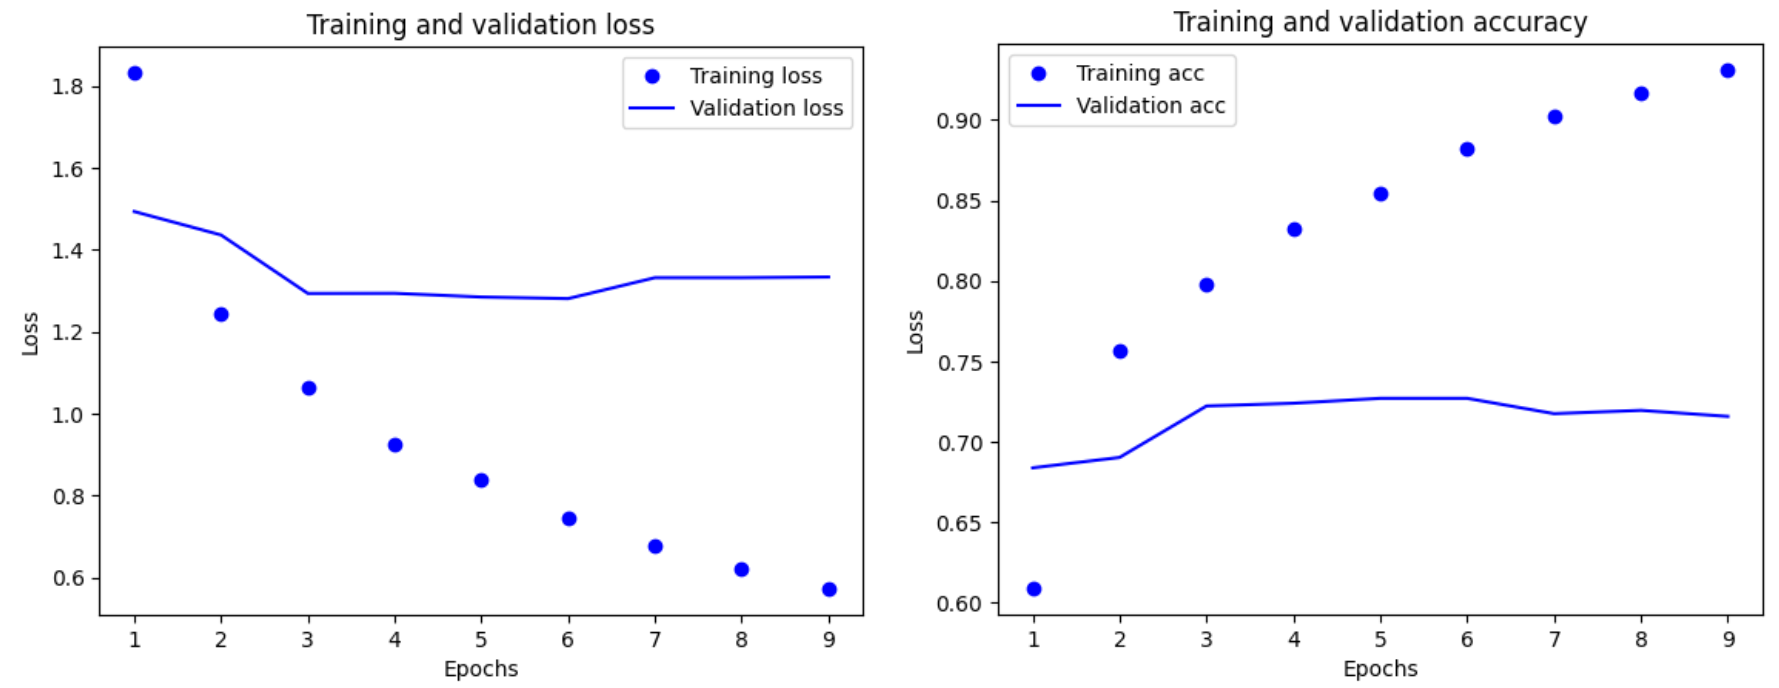 Training and validation loss
Training loss
Validation loss
1.8
1.6
1.4
1.2
1.0
0.8
0.6
Loss
1 2 3 4 5 6 7 8 9
Epochs
Training and validation accuracy
Training acc
Validation acc
0.90
0.85
0.80
0.75
0.70
0.65
0.60
Loss
1 2 3 4 5 6 7 8 9
Epochs